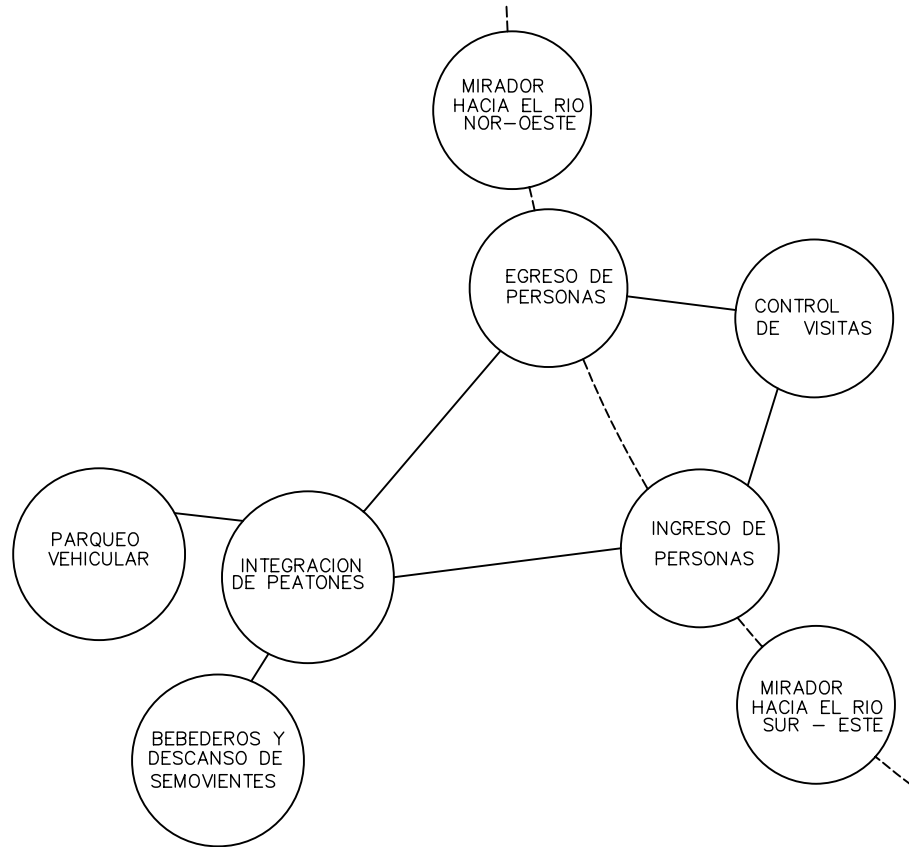 MIRADOR
HACIA EL RIO
NOR-OESTE
EGRESO DE
PERSONAS
CONTROL
DE VISITAS
INGRESO DE
PERSONAS
PARQUEO
VEHICULAR
INTEGRACION
DE PEATONES
MIRADOR
HACIA EL RIO
SUR - ESTE
BEBEDEROS Y
DESCANSO DE
SEMOVIENTES